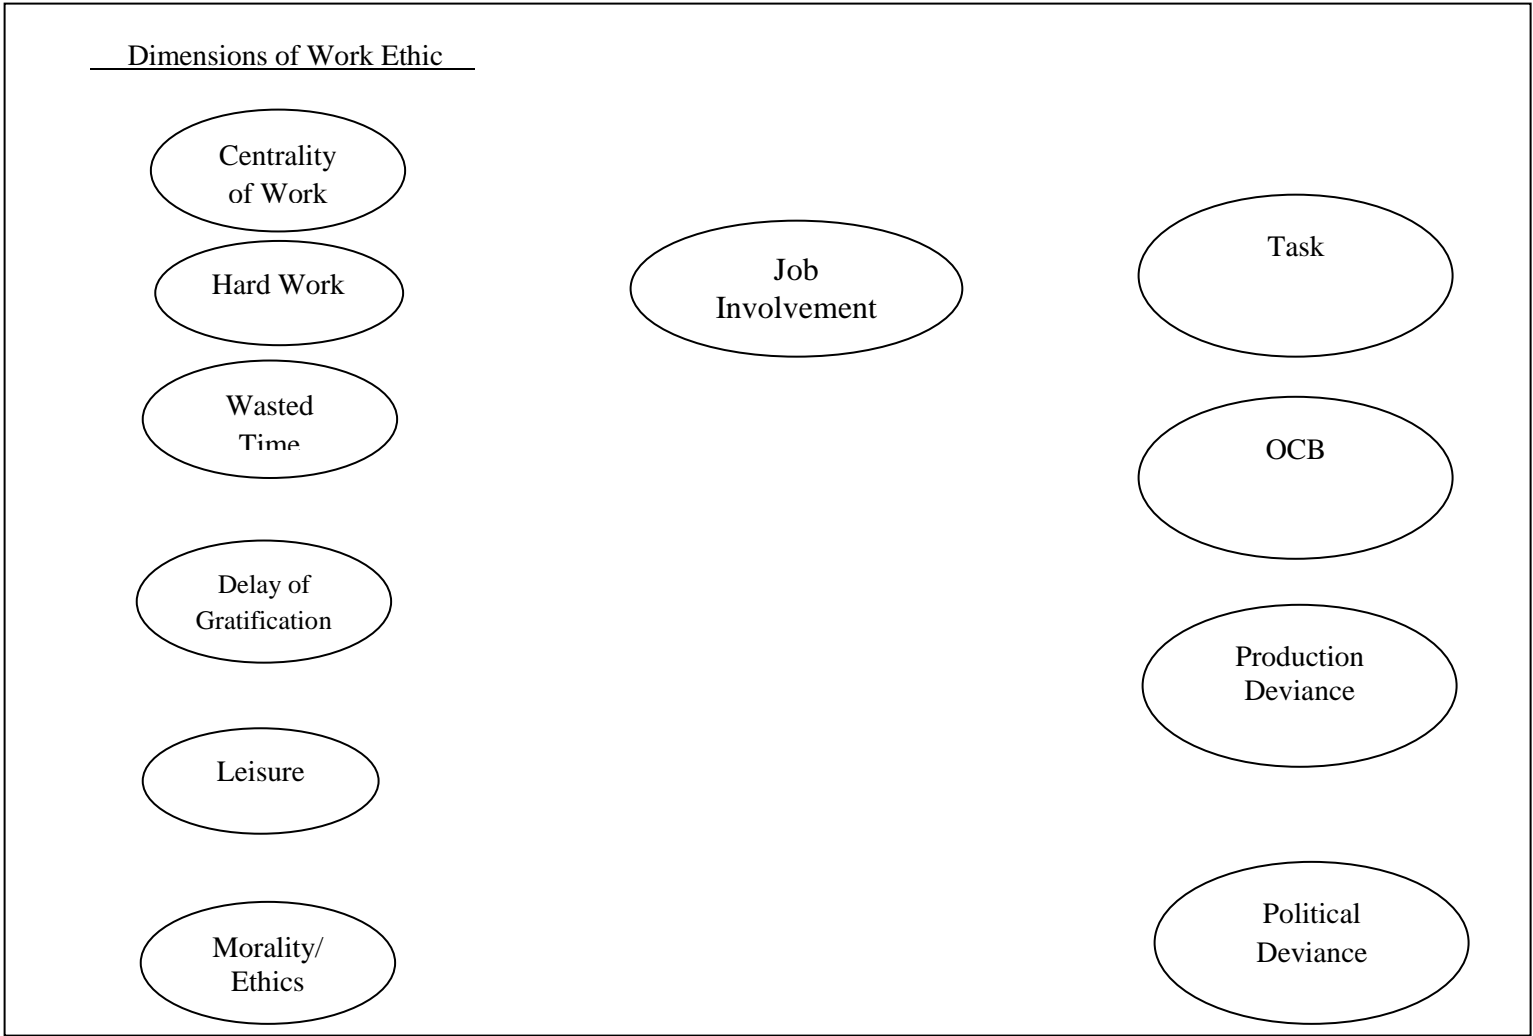 Dimensions of Work Ethic
Centrality
of Work
Hard Work
Wasted
Time
Delay of
Gratification
Leisure
Morality/
Ethics
Job
Involvement
Task
OCB
Production
Deviance
Political
Deviance